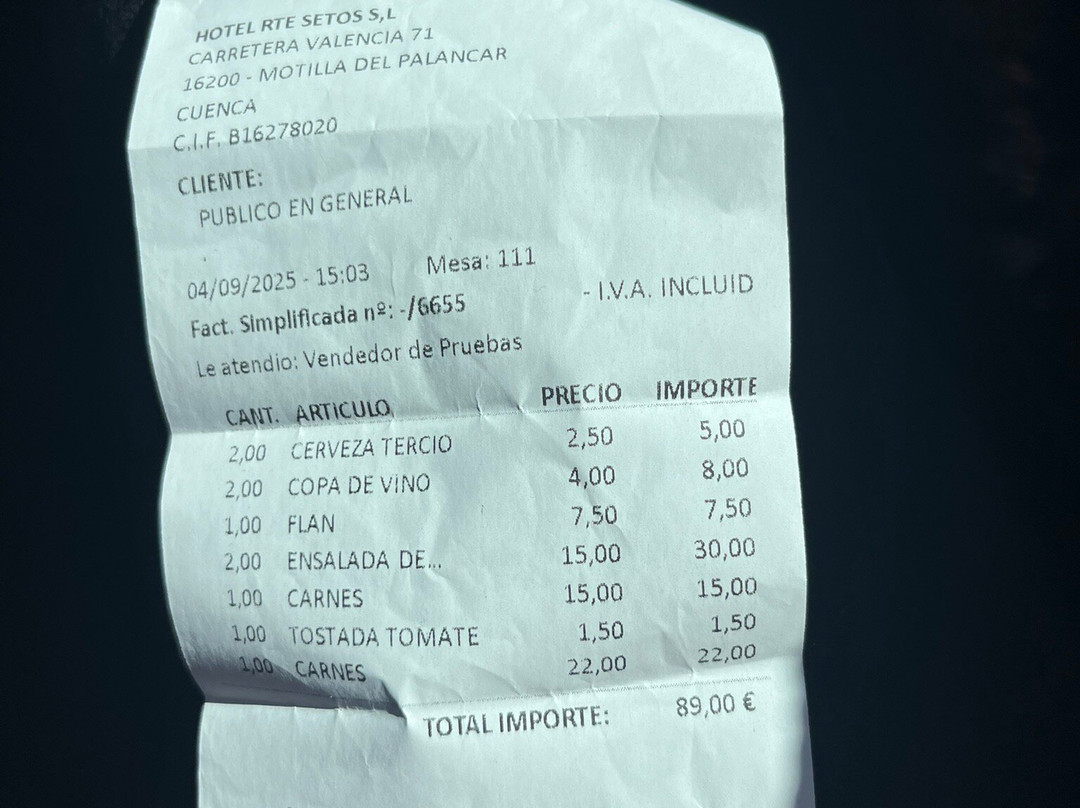 HOTEL RTE SETOS S,L
CARRETERA VALENCIA 71
16200 - MOTILLA DEL PALANCAR
CUENCA
C.I.F. B16278020
CLIENTE:
PUBLICO EN GENERAL
04/09/2025 - 15:03 Mesa: 111
Fact. Simplificada nº: -/6655 - I.V.A. INCLUID
Le atendio: Vendedor de Pruebas
CANT. ARTICULO PRECIO IMPORTE
2,00 CERVEZA TERCIO 2,50 5,00
2,00 COPA DE VINO 4,00 8,00
1,00 FLAN 7,50 7,50
2,00 ENSALADA DE... 15,00 30,00
1,00 CARNES 15,00 15,00
1,00 TOSTADA TOMATE 1,50 1,50
1,00 CARNES 22,00 22,00
TOTAL IMPORTE: 89,00 €